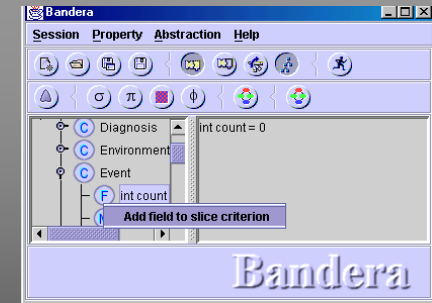 Bandera
Session Property Abstraction Help
σ π φ
C Diagnosis
C Environment
C Event
F int count
Add field to slice criterion
int count = 0
Bandera